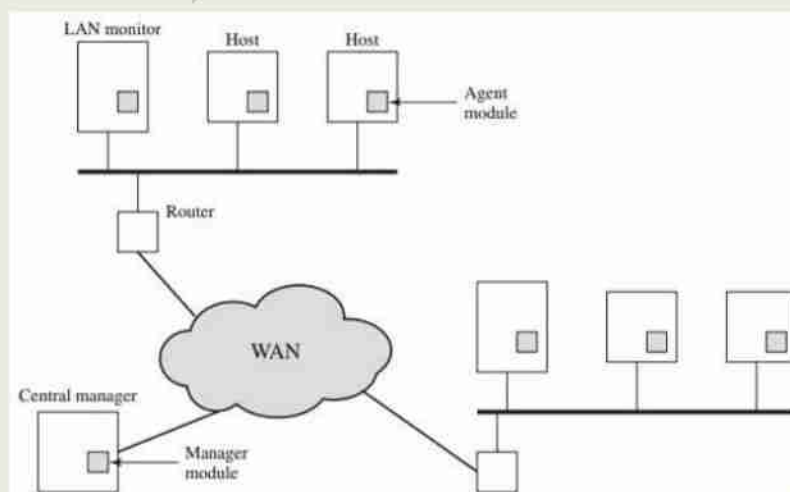 LAN monitor
Host
Host
Agent
module
Router
WAN
Central manager
Manager
module